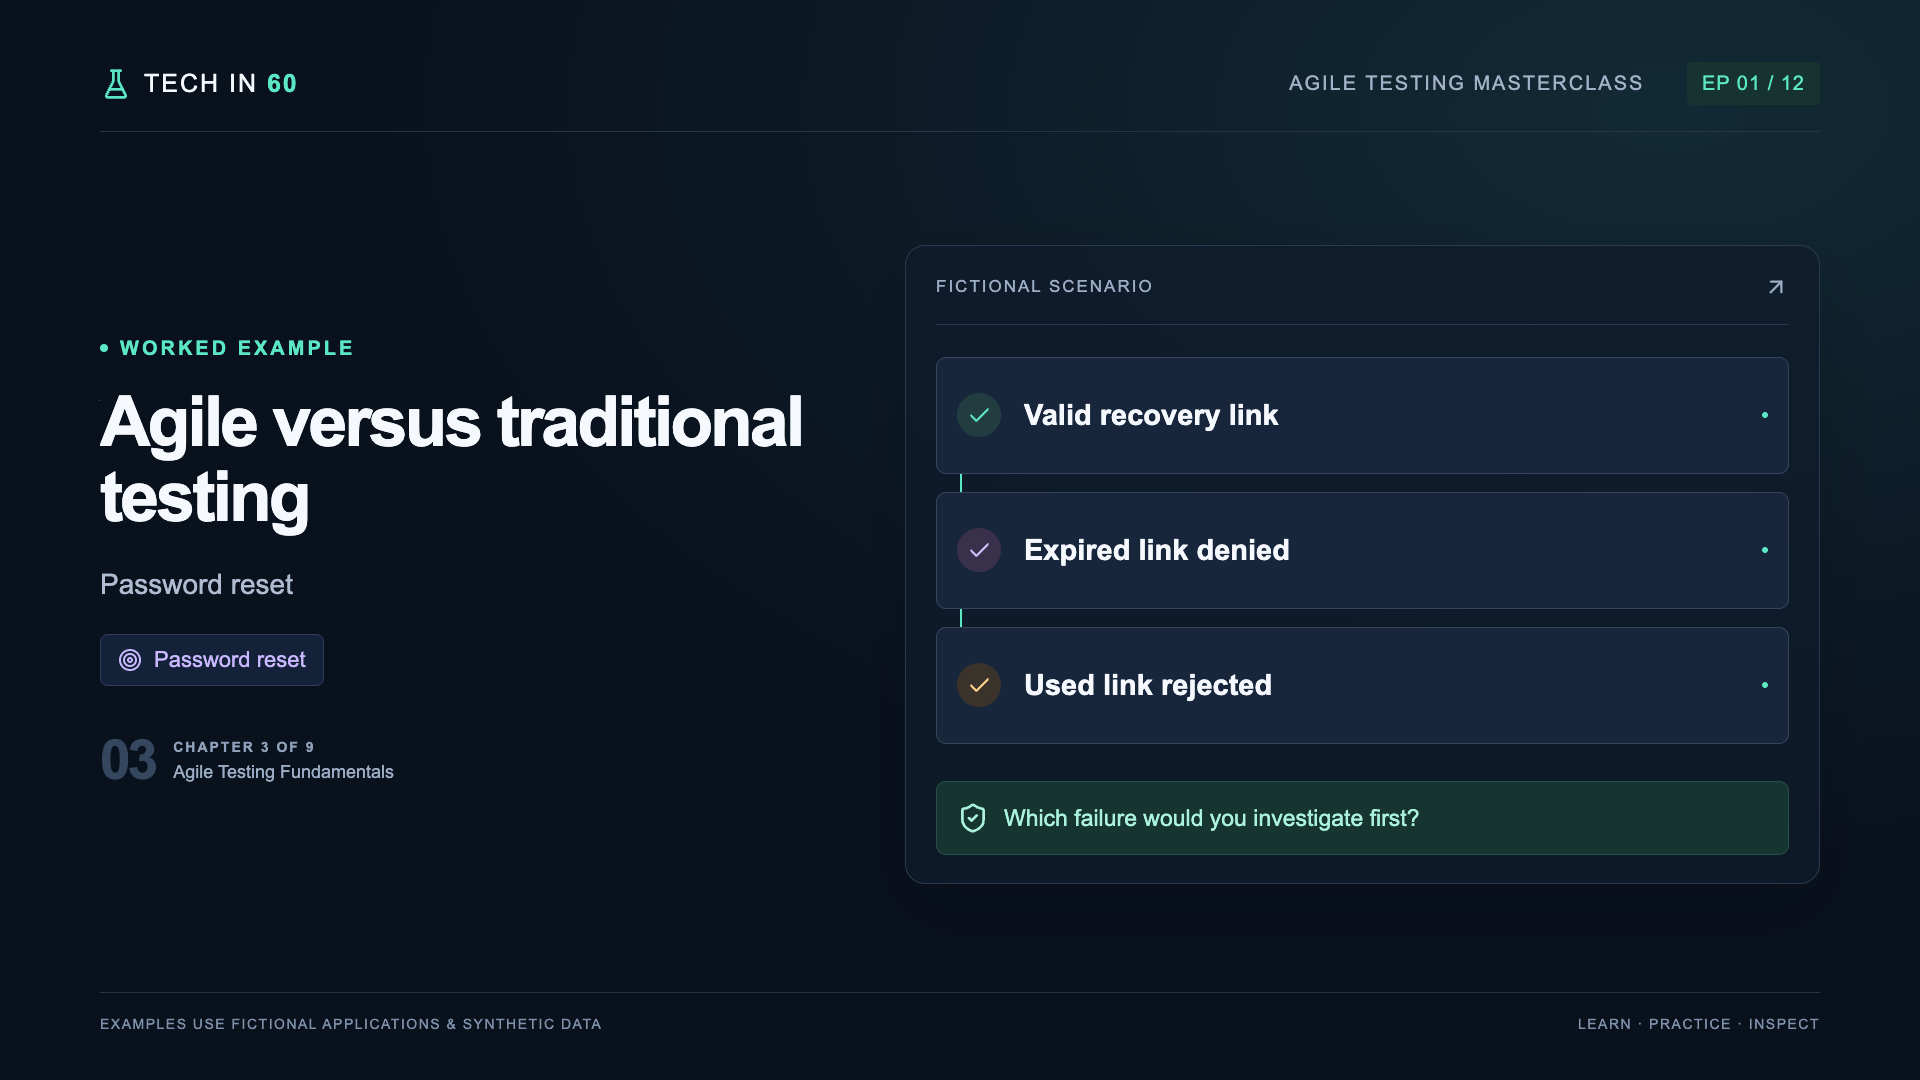 TECH IN 60
AGILE TESTING MASTERCLASS
EP 01 / 12
WORKED EXAMPLE
Agile versus traditional
testing
Password reset
Password reset
03
CHAPTER 3 OF 9
Agile Testing Fundamentals
FICTIONAL SCENARIO
Valid recovery link
Expired link denied
Used link rejected
Which failure would you investigate first?
EXAMPLES USE FICTIONAL APPLICATIONS & SYNTHETIC DATA
LEARN · PRACTICE · INSPECT